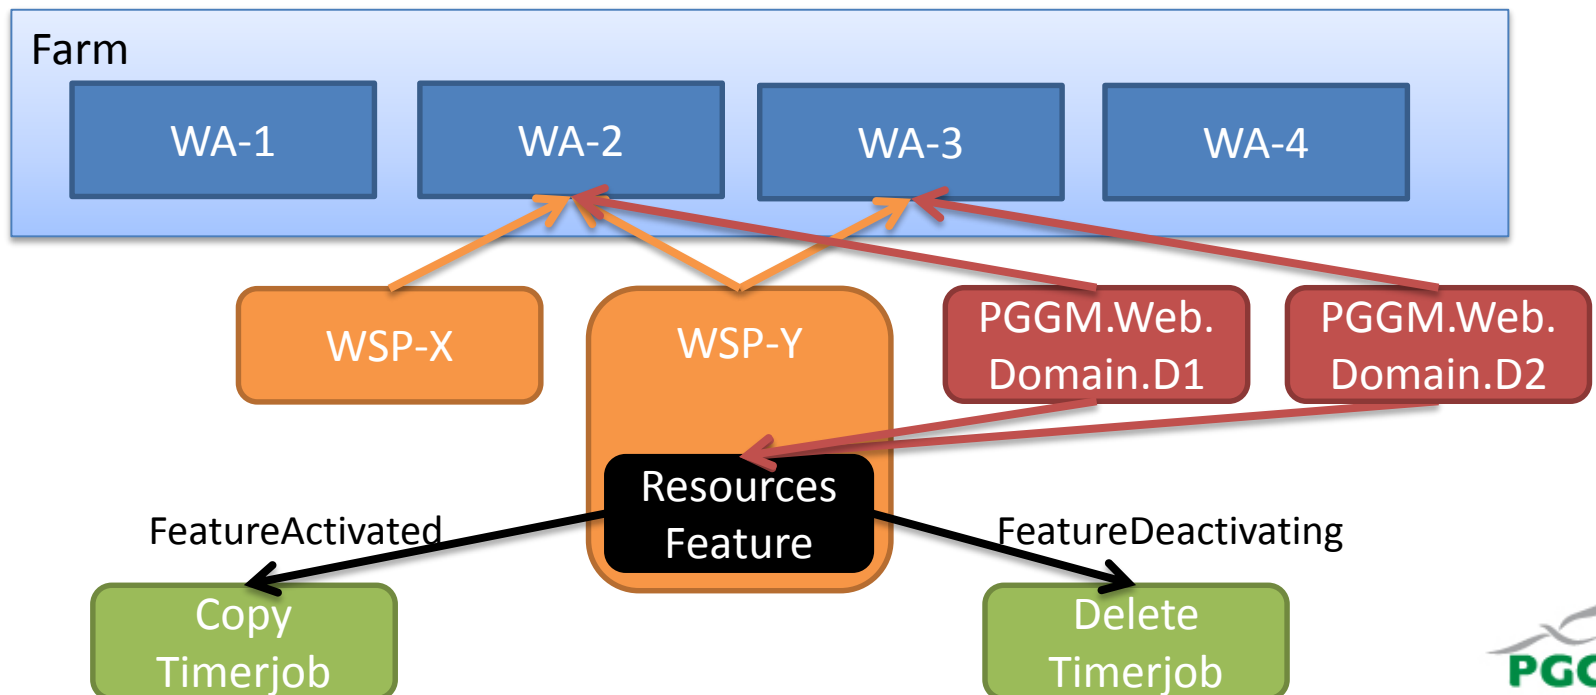 Farm
WA-1
WA-2
WA-3
WA-4
WSP-X
WSP-Y
PGGM.Web.
Domain.D1
PGGM.Web.
Domain.D2
Resources
Feature
FeatureActivated
FeatureDeactivating
Copy
Timerjob
Delete
Timerjob